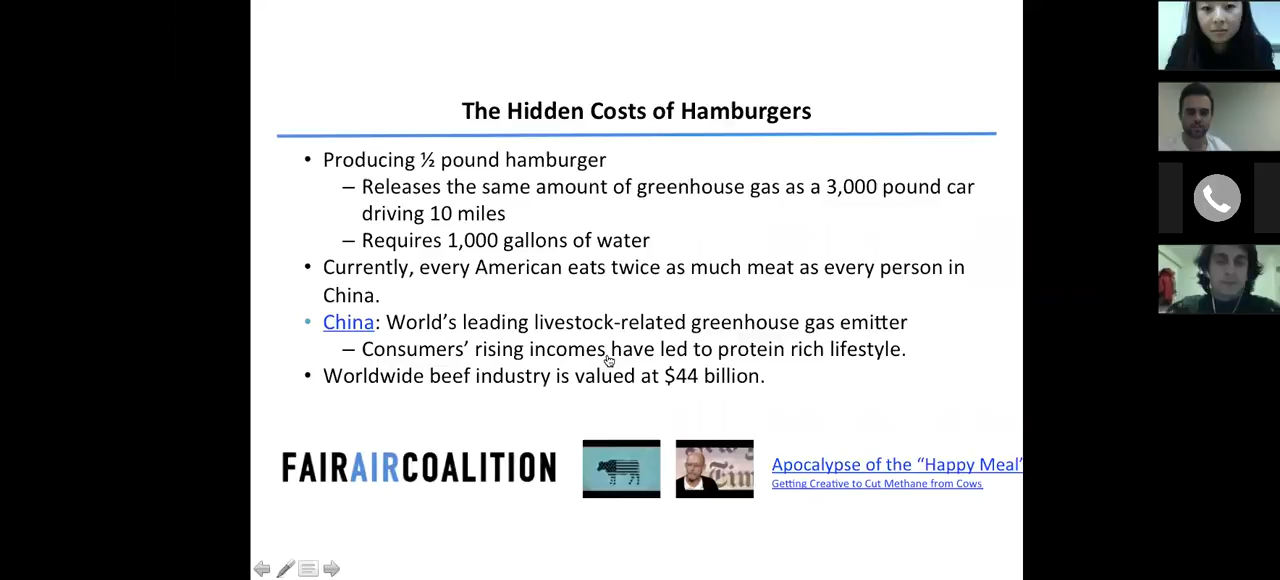 The Hidden Costs of Hamburgers
• Producing ½ pound hamburger
– Releases the same amount of greenhouse gas as a 3,000 pound car
driving 10 miles
– Requires 1,000 gallons of water
• Currently, every American eats twice as much meat as every person in
China.
• China: World's leading livestock-related greenhouse gas emitter
– Consumers' rising incomes have led to protein rich lifestyle.
• Worldwide beef industry is valued at $44 billion.
FAIRAIRCOALITION
Apocalypse of the “Happy Meal”
Getting Creative to Cut Methane from Cows